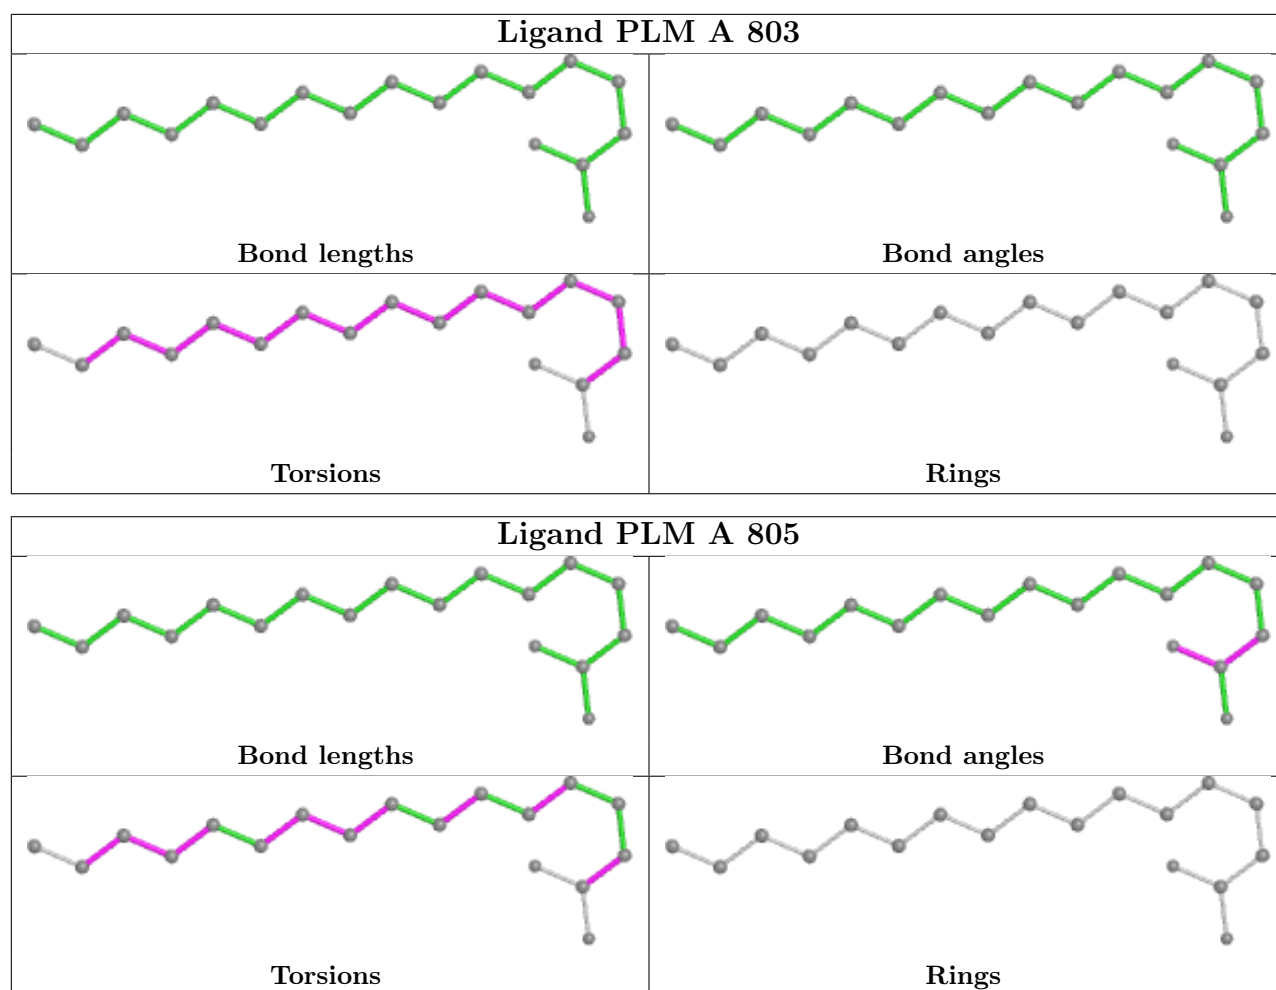 Ligand PLM A 803
Bond lengths
Bond angles
Torsions
Rings
Ligand PLM A 805
Bond lengths
Bond angles
Torsions
Rings